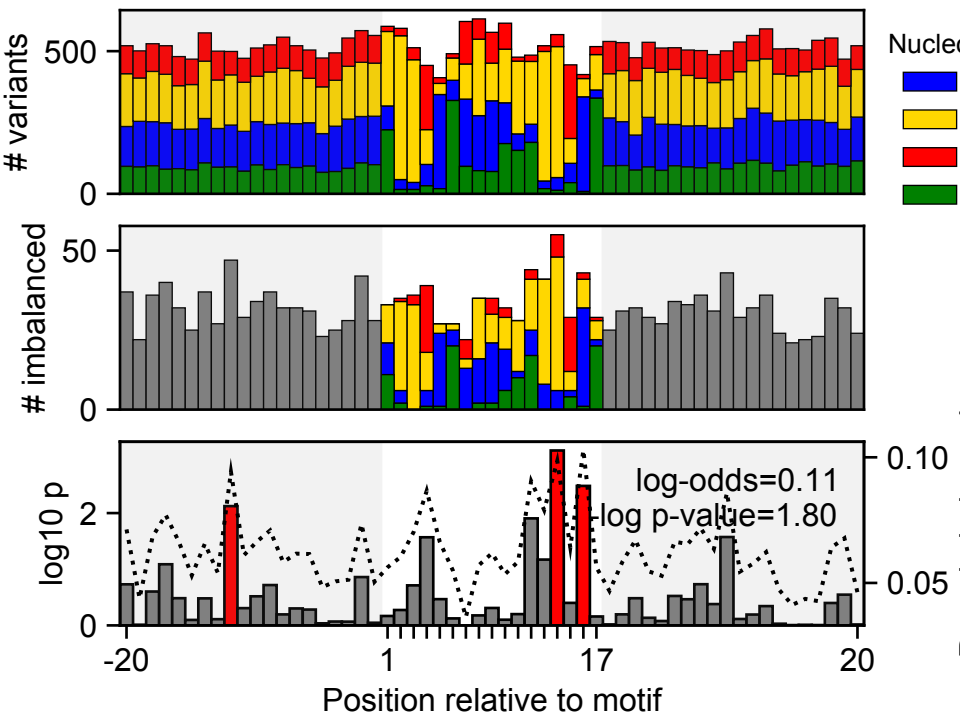 # variants
500
0
Nucleo
# imbalanced
50
0
log10 p
2
0
log-odds=0.11
-log p-value=1.80
0.10
0.05
-20
1
17
20
Position relative to motif